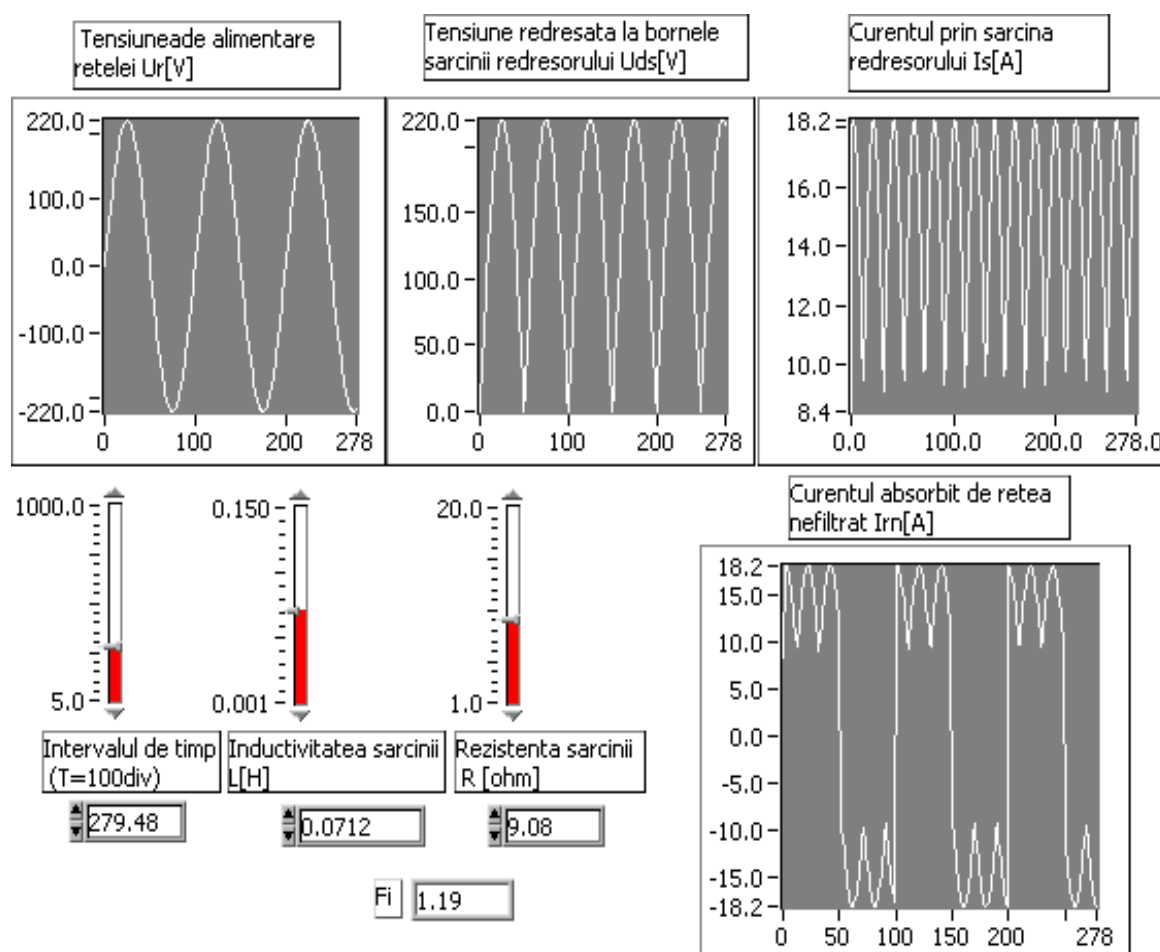 Tensiuneade alimentare
retelei Ur[V]
Tensiune redresata la bornele
sarcinii redresorului Uds[V]
Curentul prin sarcina
redresorului Is[A]
220.0
100.0
0.0
-100.0
-220.0
0 100 200 278
220.0
150.0
100.0
50.0
0.0
0 100 200 278
18.2
16.0
14.0
12.0
10.0
8.4
0.0 100.0 200.0 278.0
1000.0
5.0
Intervalul de timp
(T=100div)
279.48
0.150
0.001
Inductivitatea sarcinii
L[H]
0.0712
20.0
1.0
Rezistenta sarcinii
R [ohm]
9.08
Fi 1.19
Curentul absorbit de retea
nefiltrat Irn[A]
18.2
15.0
10.0
5.0
0.0
-5.0
-10.0
-15.0
-18.2
0 50 100 150 200 278